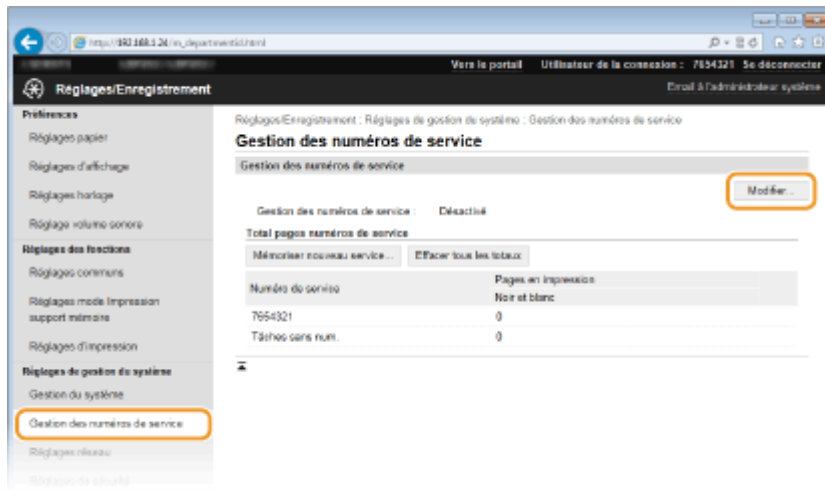 http://192.168.1.24/m_departmentid.html
Vers le portail Utilisateur de la connexion : 7654321 Se déconnecter
Réglages/Enregistrement Email à l'administrateur système
Préférences
Réglages papier
Réglages d'affichage
Réglages horloge
Réglage volume sonore
Réglages des fonctions
Réglages communs
Réglages mode Impression
support mémoire
Réglages d'impression
Réglages de gestion du système
Gestion du système
Gestion des numéros de service
Réglages réseau
Réglages de sécurité
Réglages/Enregistrement : Réglages de gestion du système : Gestion des numéros de service
Gestion des numéros de service
Gestion des numéros de service
Modifier...
Gestion des numéros de service : Désactivé
Total pages numéros de service
Mémoriser nouveau service... Effacer tous les totaux
Numéro de service
Pages en impression
Noir et blanc
7654321 0
Tâches sans num. 0